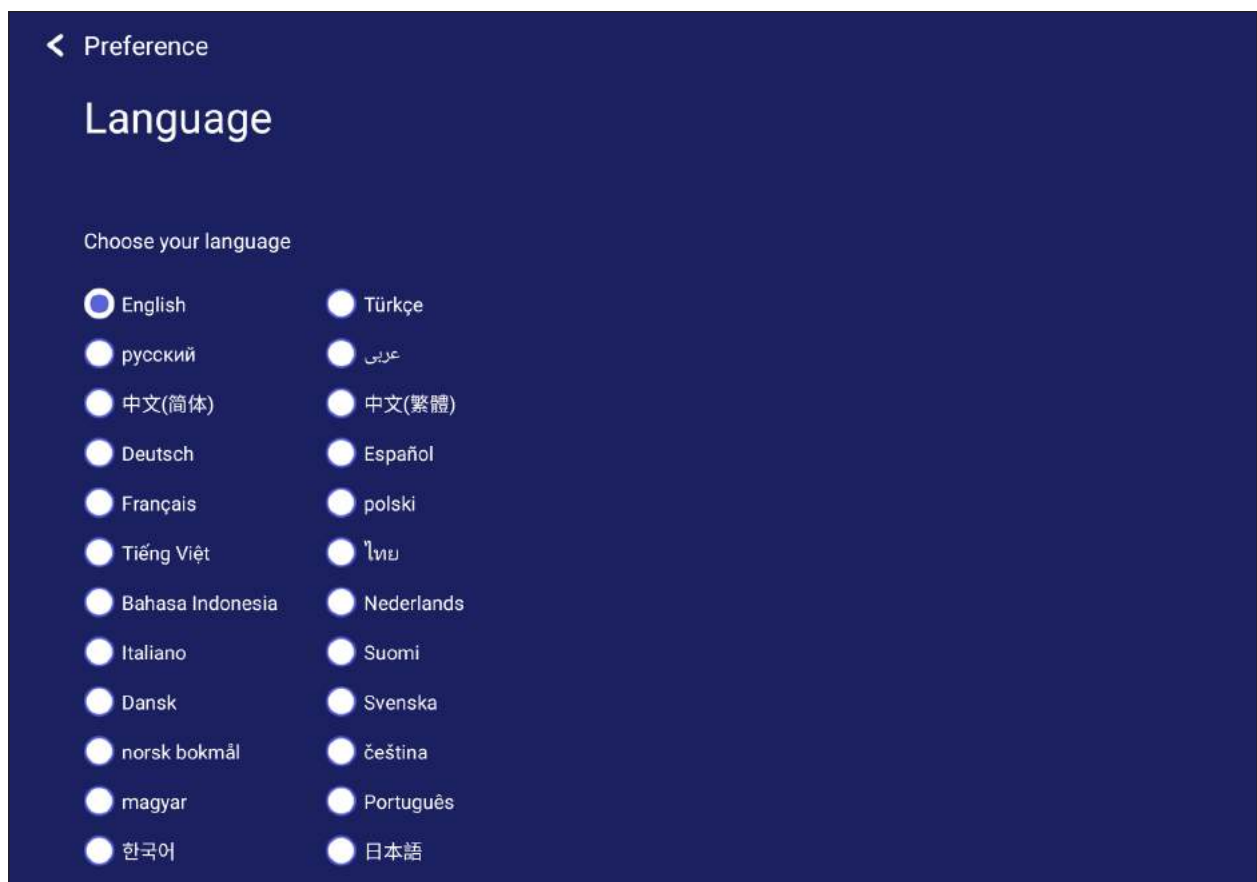 Preference
Language
Choose your language
English Türkçe
русский عربى
中文(简体) 中文(繁體)
Deutsch Español
Français polski
Tiếng Việt ไทย
Bahasa Indonesia Nederlands
Italiano Suomi
Dansk Svenska
norsk bokmål čeština
magyar Português
한국어 日本語